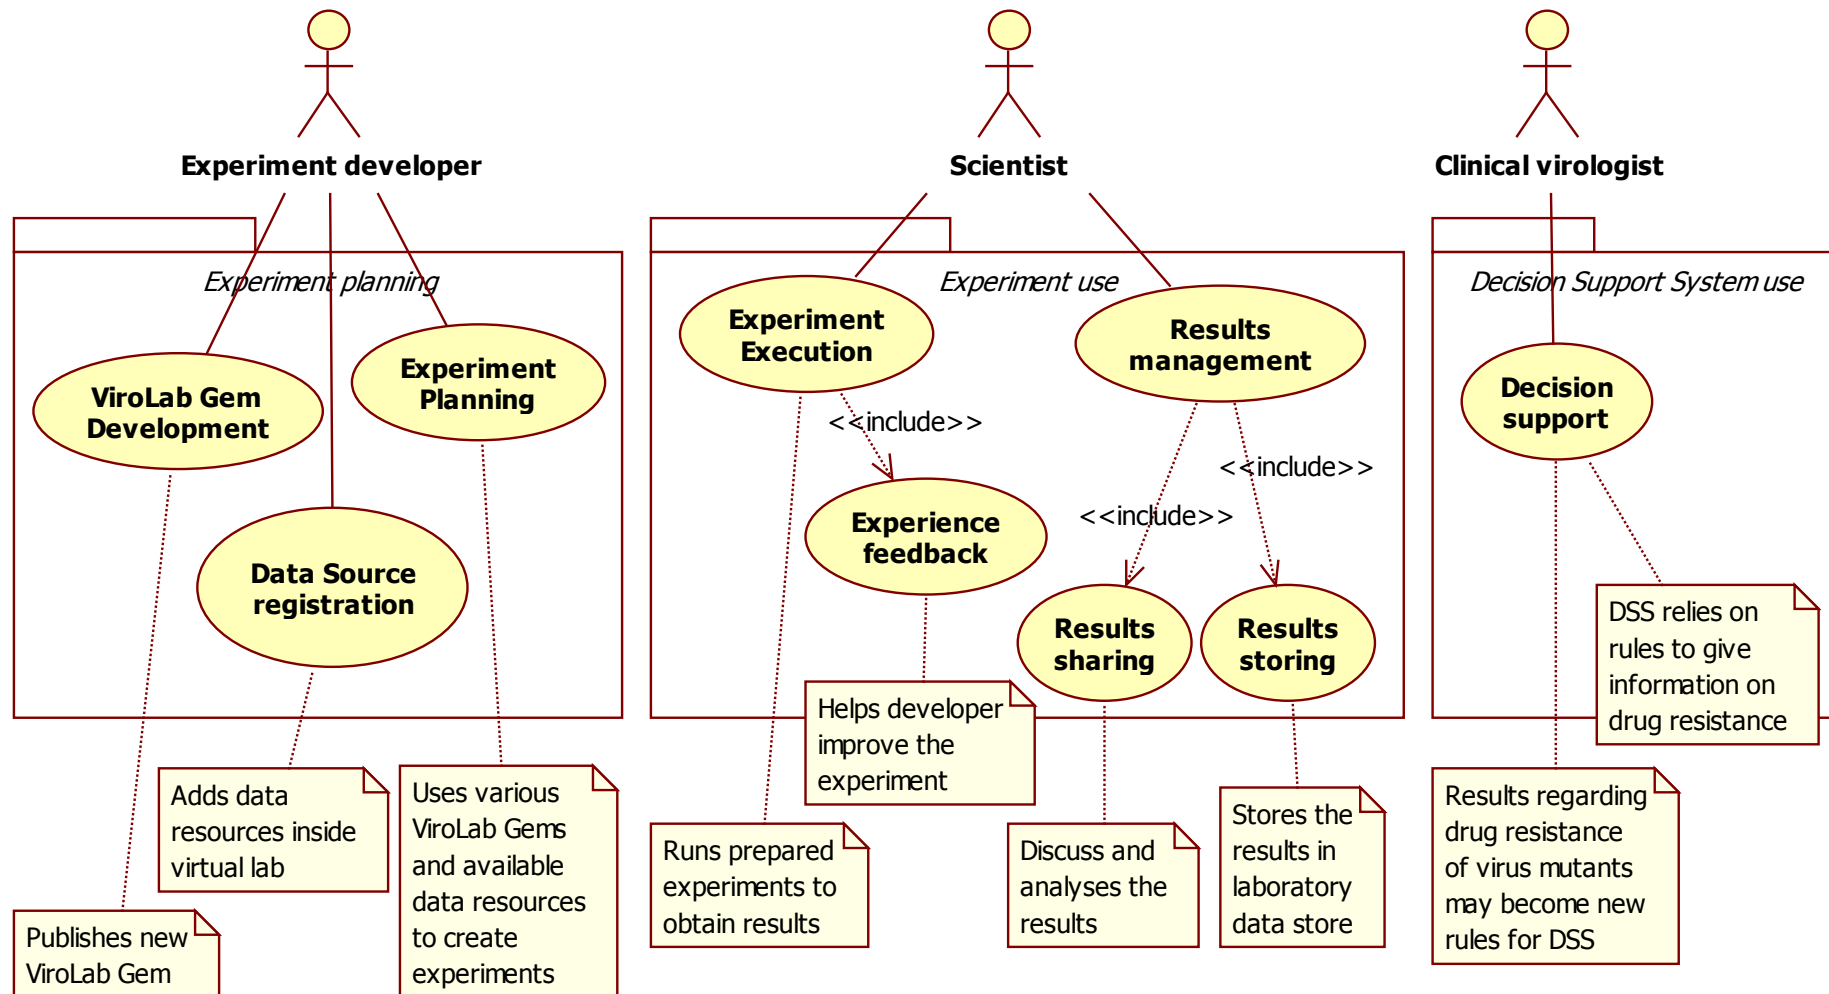 Experiment developer
Scientist
Clinical virologist
Experiment planning
ViroLab Gem
Development
Experiment
Planning
Data Source
registration
Publishes new
ViroLab Gem
Adds data
resources inside
virtual lab
Uses various
ViroLab Gems
and available
data resources
to create
experiments
Experiment use
Experiment
Execution
Results
management
<<include>>
<<include>>
<<include>>
Experience
feedback
Results
sharing
Results
storing
Helps developer
improve the
experiment
Runs prepared
experiments to
obtain results
Discuss and
analyses the
results
Stores the
results in
laboratory
data store
Decision Support System use
Decision
support
DSS relies on
rules to give
information on
drug resistance
Results regarding
drug resistance
of virus mutants
may become new
rules for DSS